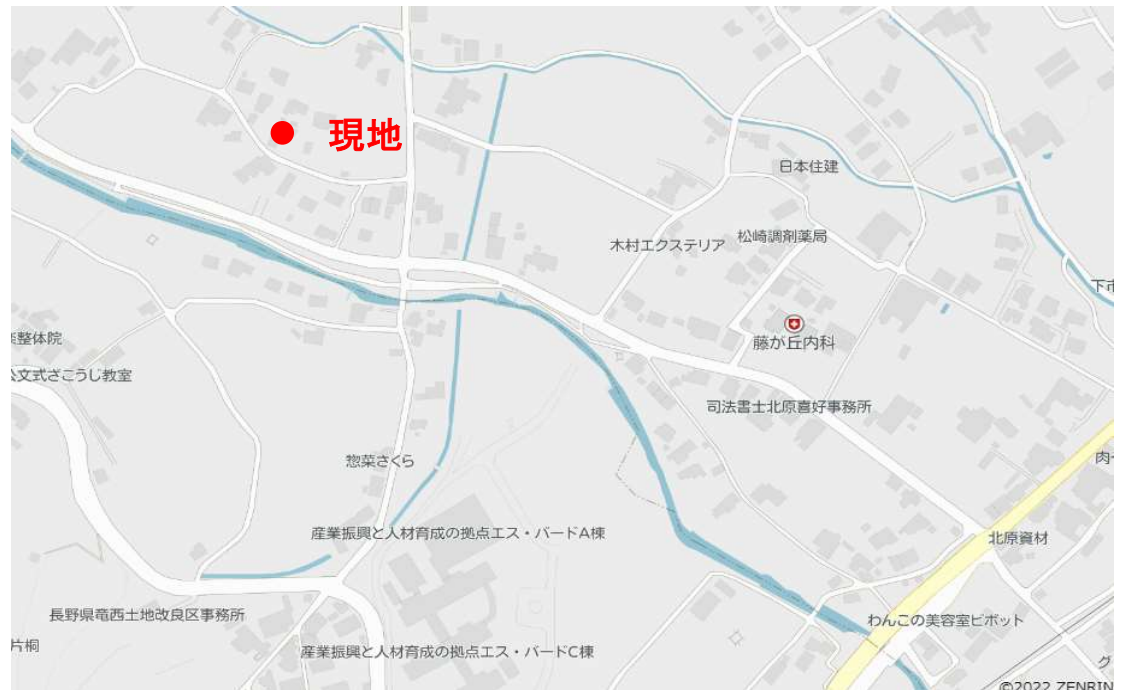 現地
日本住建
木村エクステリア
松崎調剤薬局
下市
整体院
藤が丘内科
公文式ざこうじ教室
司法書士北原喜好事務所
惣菜さくら
肉
産業振興と人材育成の拠点エス・バードA棟
北原資材
長野県竜西土地改良区事務所
わんこの美容室ピボット
片桐
産業振興と人材育成の拠点エス・バードC棟
グ
©2022 ZENRIN